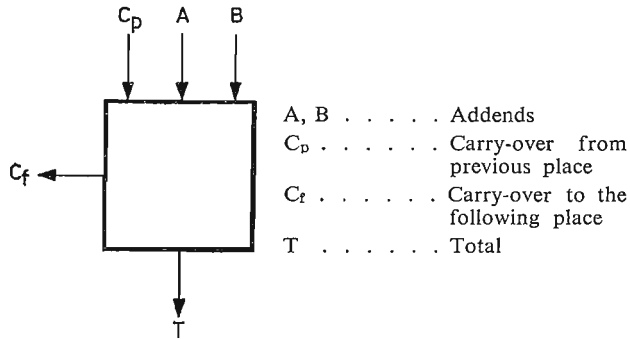 Cp A B
A, B . . . . . Addends
Cp . . . . . . Carry-over from
previous place
Cf
Cf . . . . . . Carry-over to the
following place
T . . . . . . Total
T